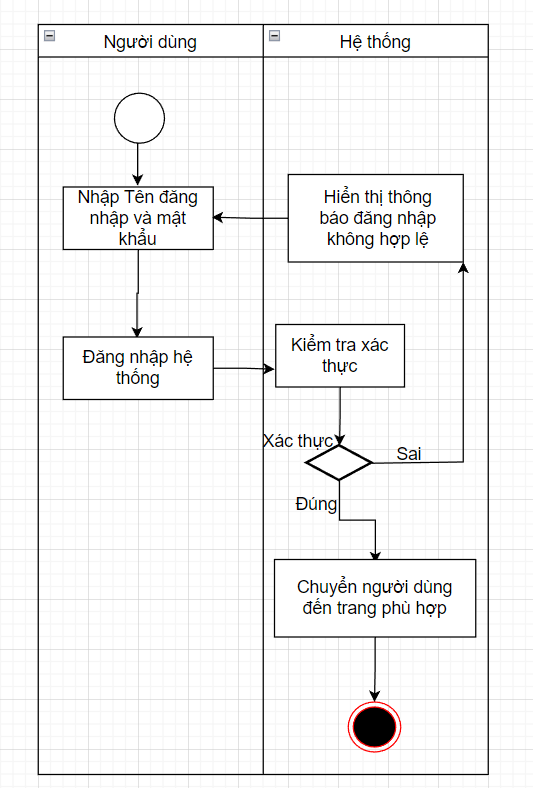 Người dùng
Hệ thống
Nhập Tên đăng
nhập và mật
khẩu
Hiển thị thông
báo đăng nhập
không hợp lệ
Đăng nhập hệ
thống
Kiểm tra xác
thực
Xác thực
Sai
Đúng
Chuyển người dùng
đến trang phù hợp